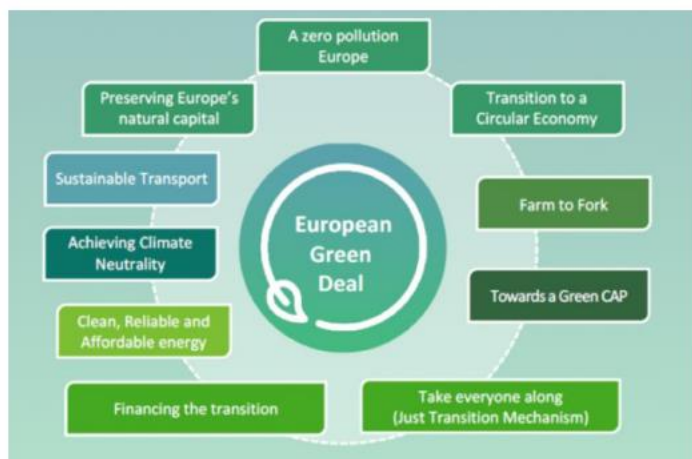 A zero pollution
Europe
Preserving Europe's
natural capital
Transition to a
Circular Economy
Sustainable Transport
Farm to Fork
European
Green
Deal
Achieving Climate
Neutrality
Towards a Green CAP
Clean, Reliable and
Affordable energy
Financing the transition
Take everyone along
(Just Transition Mechanism)